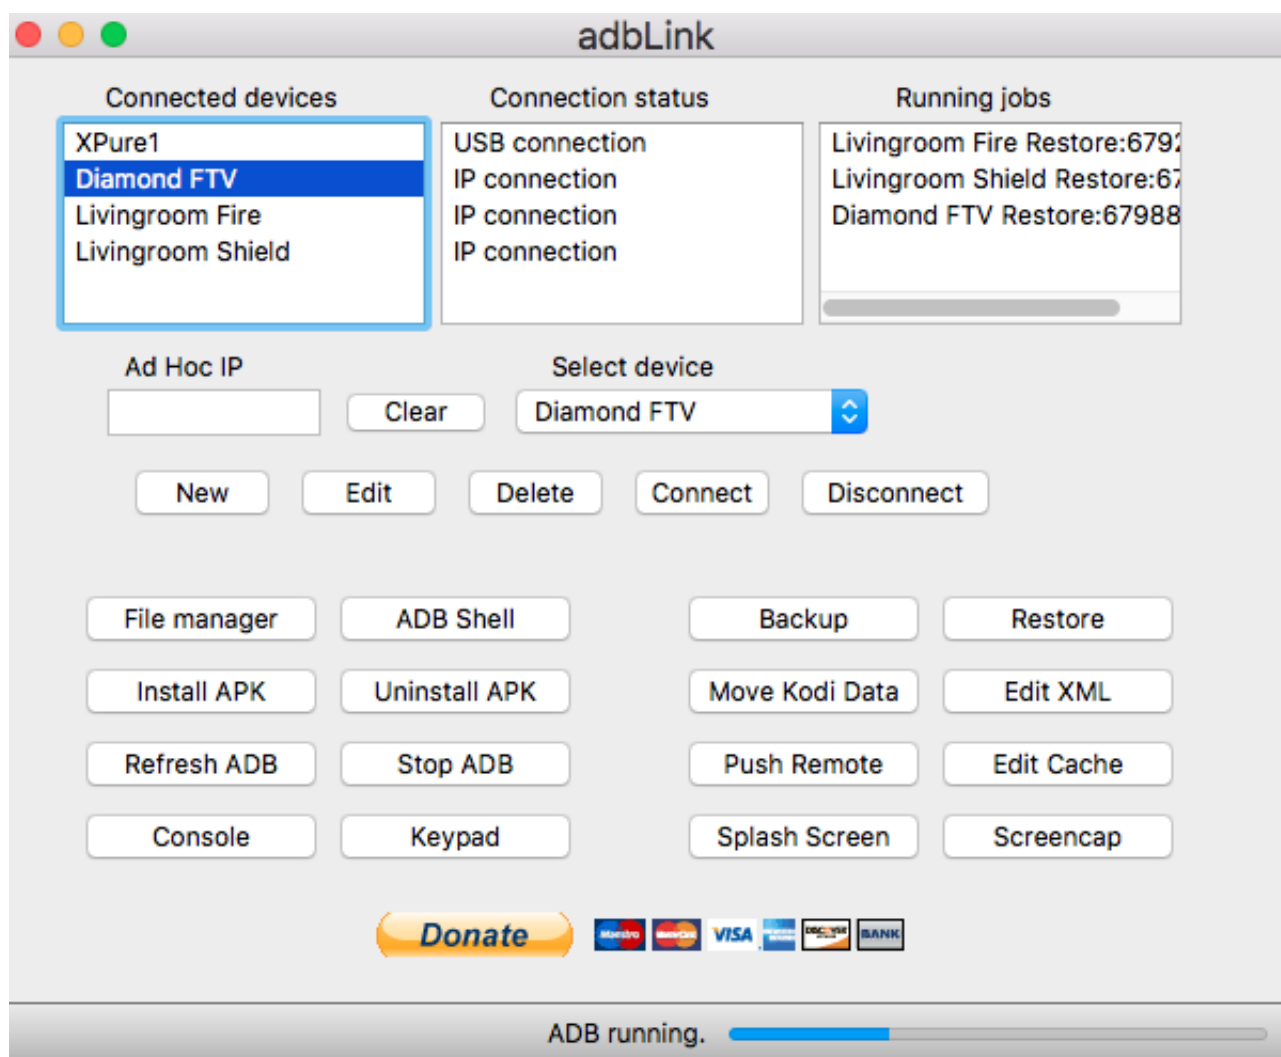 adbLink
Connected devices
Connection status
Running jobs
XPure1
Diamond FTV
Livingroom Fire
Livingroom Shield
USB connection
IP connection
IP connection
IP connection
Livingroom Fire Restore:6792
Livingroom Shield Restore:67
Diamond FTV Restore:67988
Ad Hoc IP
Select device
Clear
Diamond FTV
New
Edit
Delete
Connect
Disconnect
File manager
ADB Shell
Backup
Restore
Install APK
Uninstall APK
Move Kodi Data
Edit XML
Refresh ADB
Stop ADB
Push Remote
Edit Cache
Console
Keypad
Splash Screen
Screencap
Donate
Maestro
MasterCard
VISA
DISCOVER
BANK
ADB running.